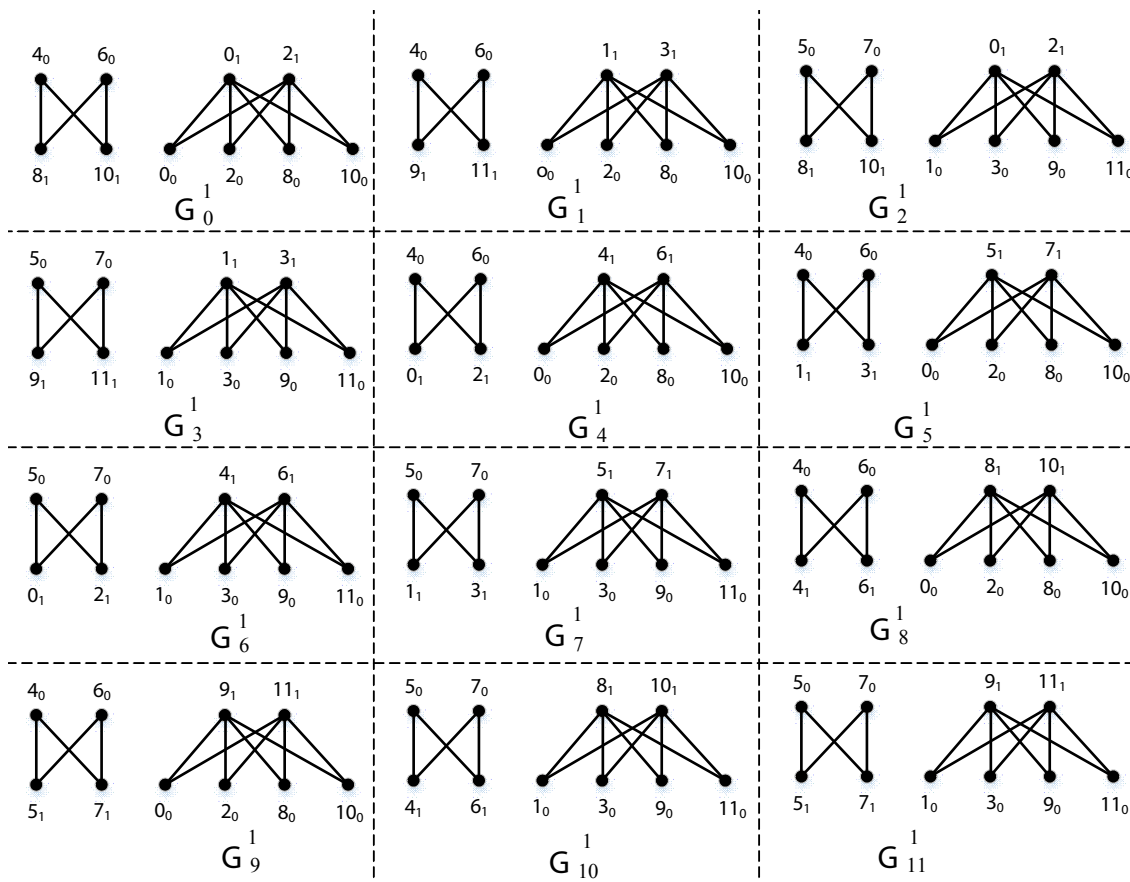 4₀ 6₀ 0₁ 2₁
8₁ 10₁ 0₀ 2₀ 8₀ 10₀
G¹₀
4₀ 6₀ 1₁ 3₁
9₁ 11₁ o₀ 2₀ 8₀ 10₀
G¹₁
5₀ 7₀ 0₁ 2₁
8₁ 10₁ 1₀ 3₀ 9₀ 11₀
G¹₂
5₀ 7₀ 1₁ 3₁
9₁ 11₁ 1₀ 3₀ 9₀ 11₀
G¹₃
4₀ 6₀ 4₁ 6₁
0₁ 2₁ 0₀ 2₀ 8₀ 10₀
G¹₄
4₀ 6₀ 5₁ 7₁
1₁ 3₁ 0₀ 2₀ 8₀ 10₀
G¹₅
5₀ 7₀ 4₁ 6₁
0₁ 2₁ 1₀ 3₀ 9₀ 11₀
G¹₆
5₀ 7₀ 5₁ 7₁
1₁ 3₁ 1₀ 3₀ 9₀ 11₀
G¹₇
4₀ 6₀ 8₁ 10₁
4₁ 6₁ 0₀ 2₀ 8₀ 10₀
G¹₈
4₀ 6₀ 9₁ 11₁
5₁ 7₁ 0₀ 2₀ 8₀ 10₀
G¹₉
5₀ 7₀ 8₁ 10₁
4₁ 6₁ 1₀ 3₀ 9₀ 11₀
G¹₁₀
5₀ 7₀ 9₁ 11₁
5₁ 7₁ 1₀ 3₀ 9₀ 11₀
G¹₁₁